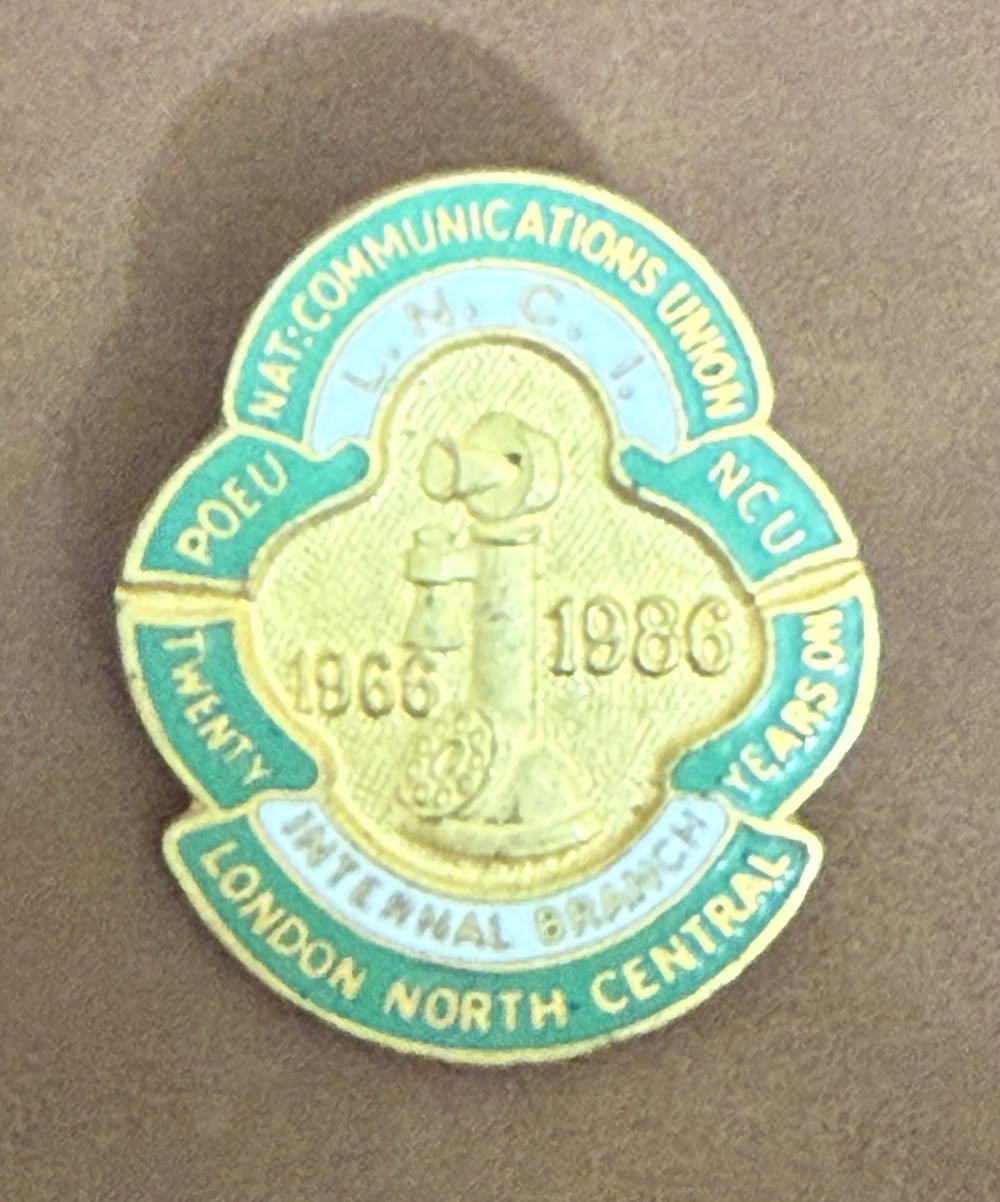 NAT: COMMUNICATIONS UNION
L. N. C. I.
POEU
NCU
1966
1986
TWENTY
YEARS ON!
INTERNAL BRANCH
LONDON NORTH CENTRAL